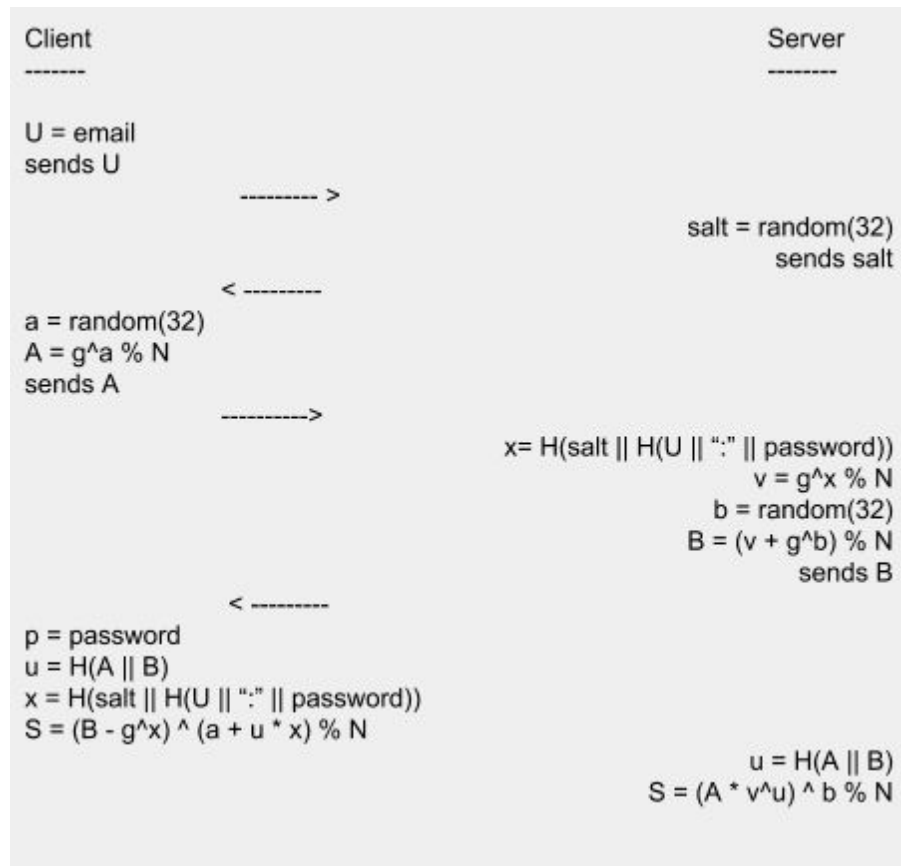 Client Server
------- --------
U = email
sends U
--------- >
salt = random(32)
sends salt
< ---------
a = random(32)
A = g^a % N
sends A
---------->
x= H(salt || H(U || “:” || password))
v = g^x % N
b = random(32)
B = (v + g^b) % N
sends B
< ---------
p = password
u = H(A || B)
x = H(salt || H(U || “:” || password))
S = (B - g^x) ^ (a + u * x) % N
u = H(A || B)
S = (A * v^u) ^ b % N